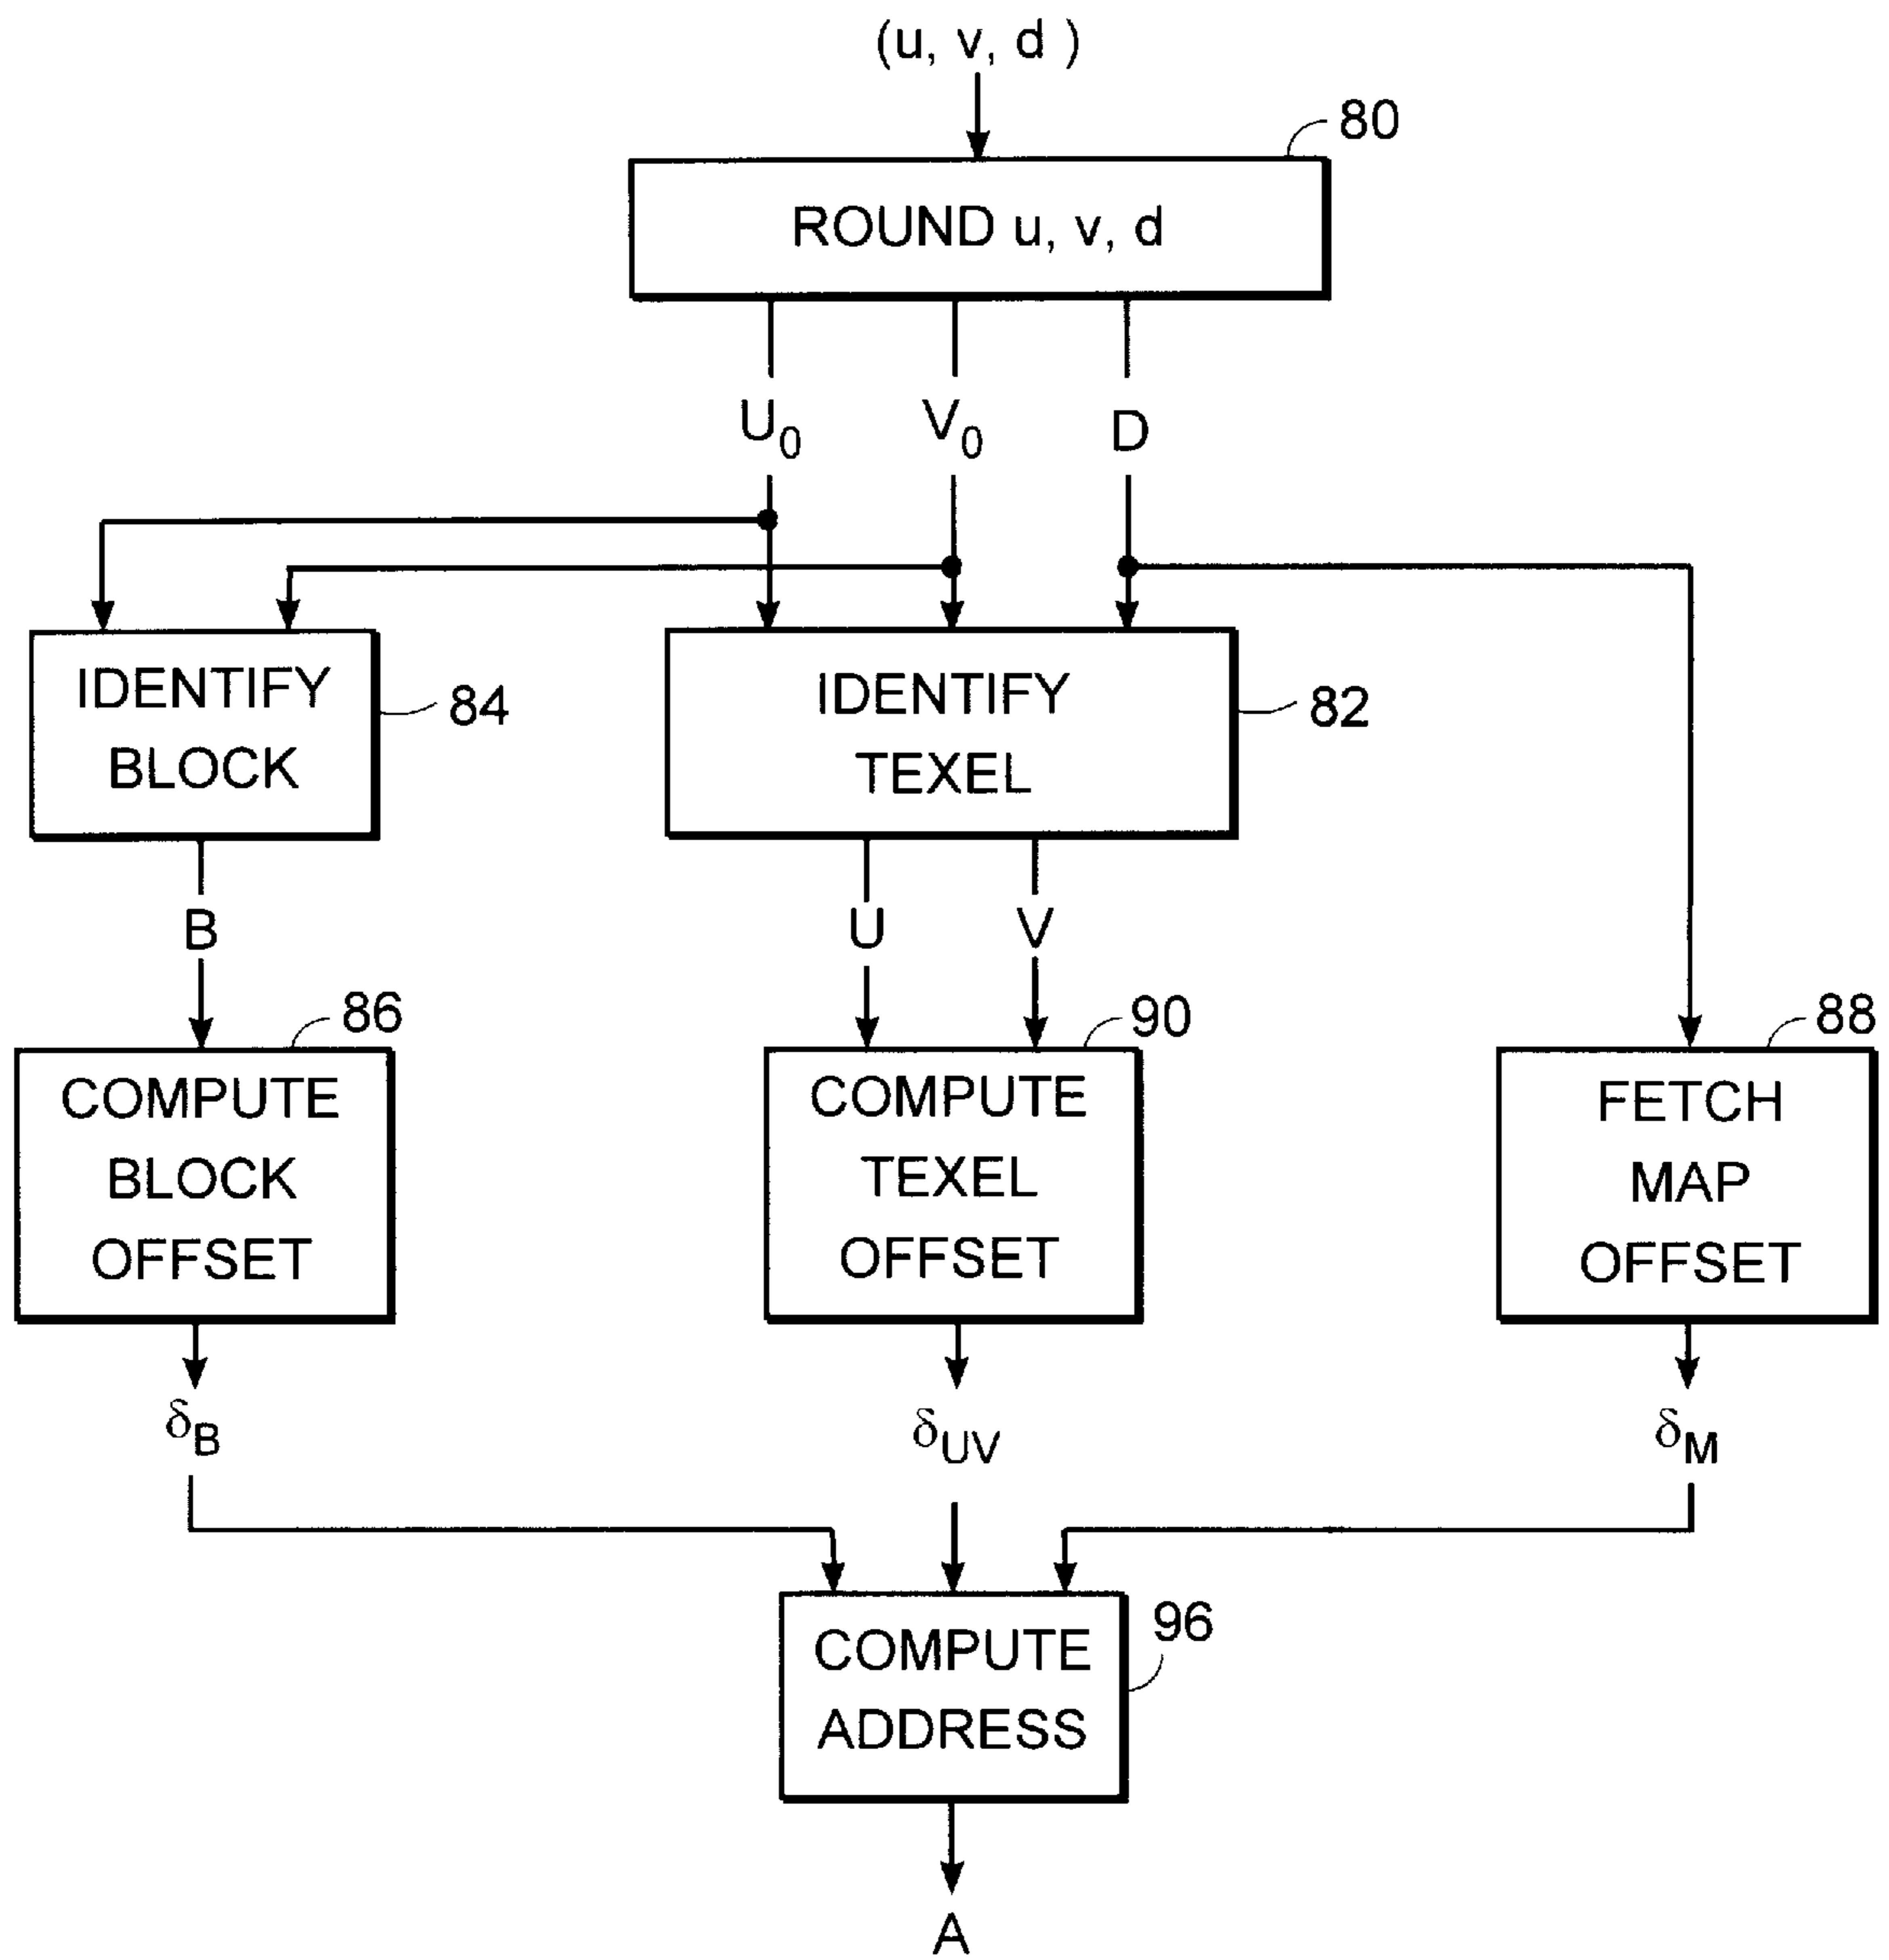 (u, v, d )
80
ROUND u, v, d
U₀ V₀ D
IDENTIFY
BLOCK
84
IDENTIFY
TEXEL
82
B
U V
86
COMPUTE
BLOCK
OFFSET
90
COMPUTE
TEXEL
OFFSET
88
FETCH
MAP
OFFSET
δB
δUV
δM
96
COMPUTE
ADDRESS
A